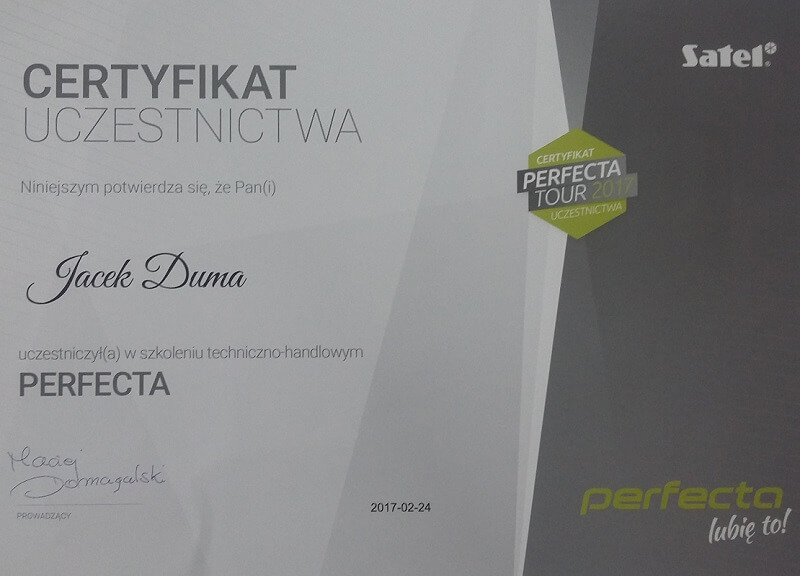 CERTYFIKAT
UCZESTNICTWA
Satel
CERTYFIKAT
PERFECTA
TOUR 2017
UCZESTNICTWA
Niniejszym potwierdza się, że Pan(i)
Jacek Duma
uczestniczył(a) w szkoleniu techniczno-handlowym
PERFECTA
Maciej
Domagalski
PROWADZĄCY
2017-02-24
perfecta
lubię to!